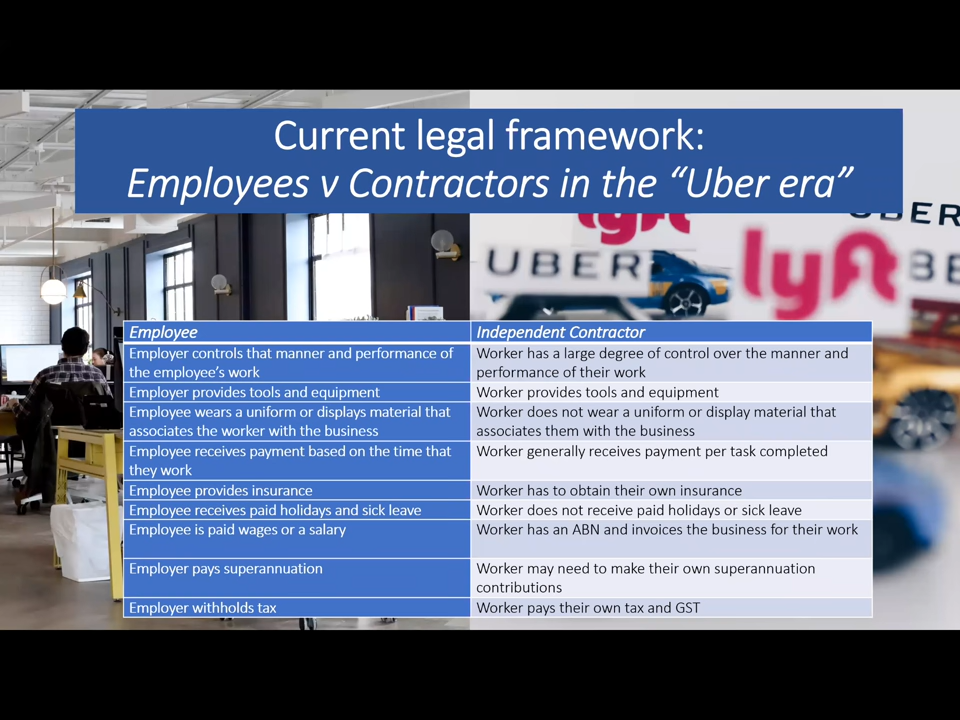 Current legal framework:
Employees v Contractors in the “Uber era”
UBER
lyft
UBER
lyft
BE
Employee
Independent Contractor
Employer controls that manner and performance of
the employee’s work
Worker has a large degree of control over the manner and
performance of their work
Employer provides tools and equipment
Worker provides tools and equipment
Employee wears a uniform or displays material that
associates the worker with the business
Worker does not wear a uniform or display material that
associates them with the business
Employee receives payment based on the time that
they work
Worker generally receives payment per task completed
Employee provides insurance
Worker has to obtain their own insurance
Employee receives paid holidays and sick leave
Worker does not receive paid holidays or sick leave
Employee is paid wages or a salary
Worker has an ABN and invoices the business for their work
Employer pays superannuation
Worker may need to make their own superannuation
contributions
Employer withholds tax
Worker pays their own tax and GST